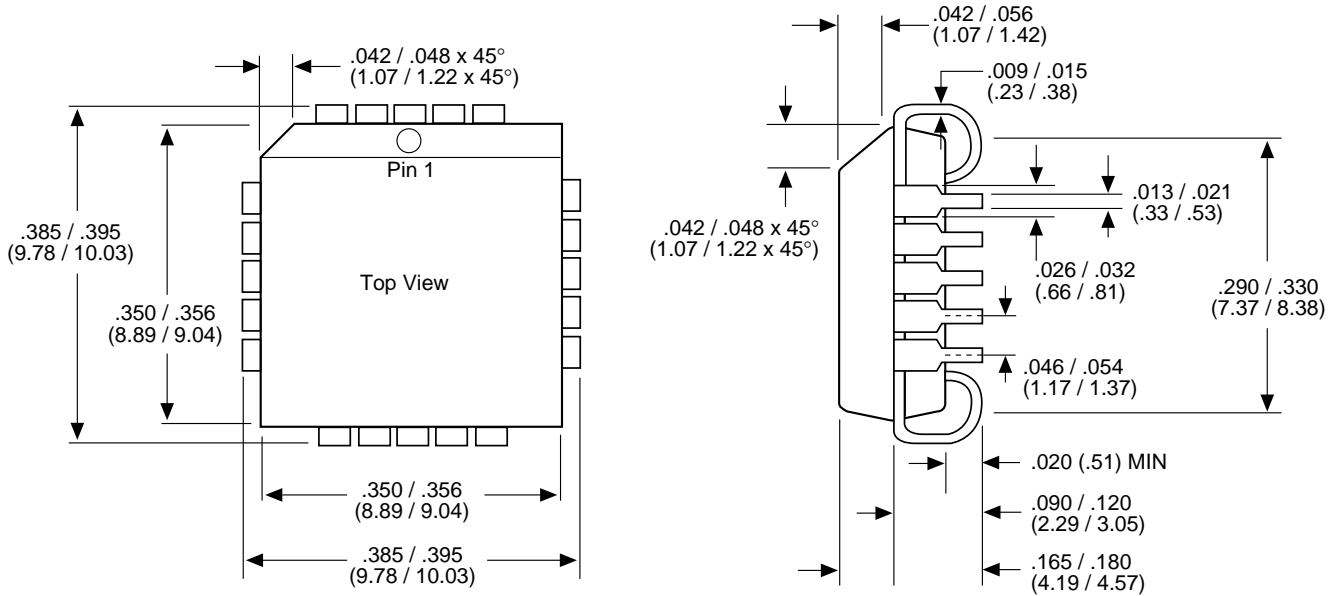 .042 / .048 x 45°
(1.07 / 1.22 x 45°)
Pin 1
.385 / .395
(9.78 / 10.03)
.350 / .356
(8.89 / 9.04)
Top View
.350 / .356
(8.89 / 9.04)
.385 / .395
(9.78 / 10.03)
.042 / .056
(1.07 / 1.42)
.009 / .015
(.23 / .38)
.013 / .021
(.33 / .53)
.042 / .048 x 45°
(1.07 / 1.22 x 45°)
.026 / .032
(.66 / .81)
.290 / .330
(7.37 / 8.38)
.046 / .054
(1.17 / 1.37)
.020 (.51) MIN
.090 / .120
(2.29 / 3.05)
.165 / .180
(4.19 / 4.57)